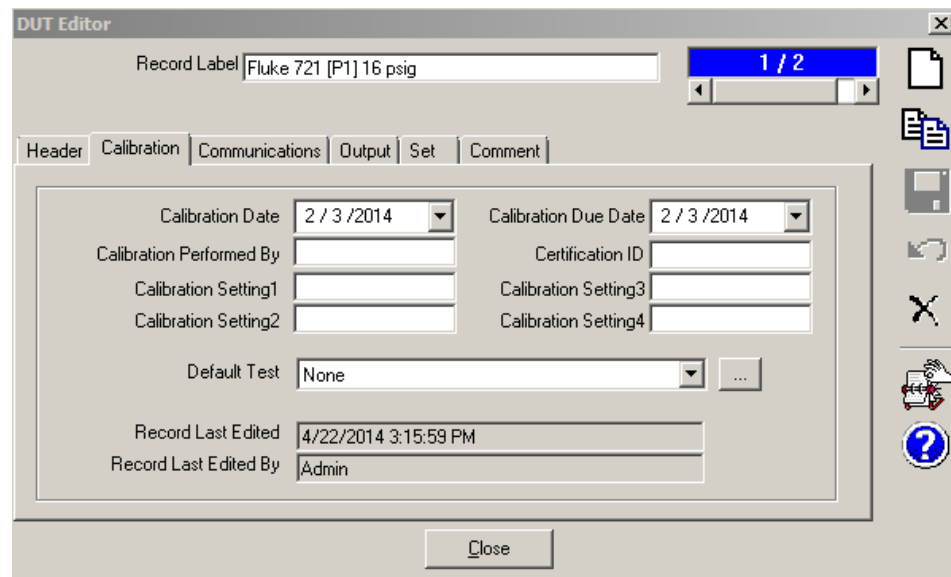 DUT Editor
Record Label Fluke 721 [P1] 16 psig
1 / 2
Header Calibration Communications Output Set Comment
Calibration Date 2 / 3 /2014 Calibration Due Date 2 / 3 /2014
Calibration Performed By Certification ID
Calibration Setting1 Calibration Setting3
Calibration Setting2 Calibration Setting4
Default Test None ...
Record Last Edited 4/22/2014 3:15:59 PM
Record Last Edited By Admin
Close